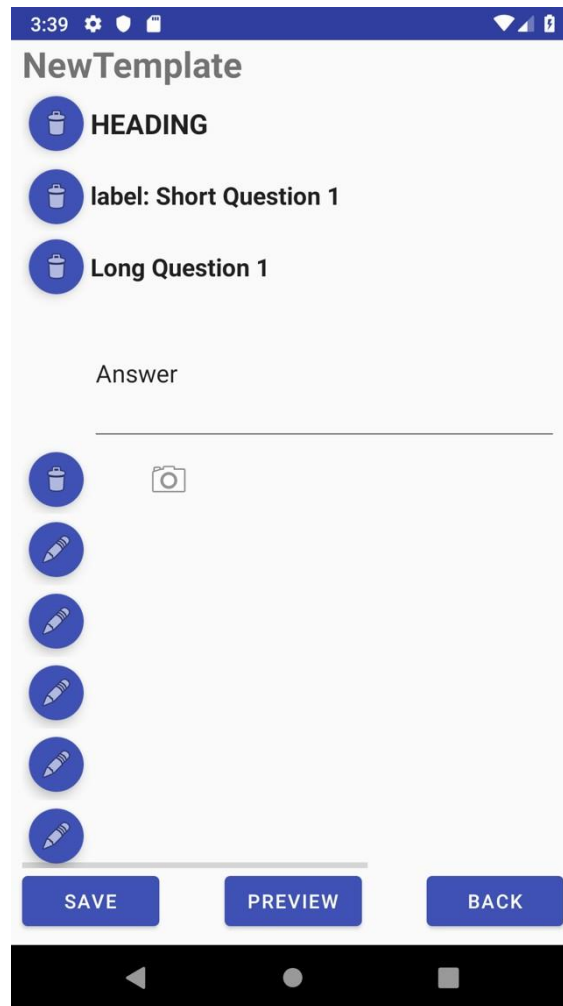 3:39
NewTemplate
HEADING
label: Short Question 1
Long Question 1
Answer
SAVE PREVIEW BACK